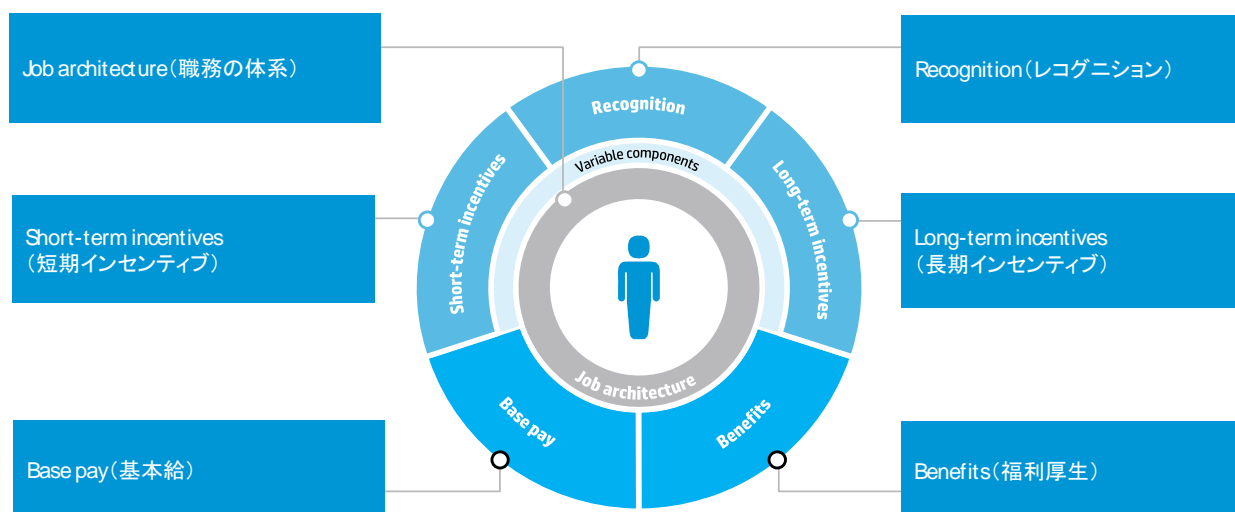 Job architecture（職務の体系）
Recognition（レコグニション）
Recognition
Variable components
Short-term incentives
Long-term incentives
Short-term incentives
（短期インセンティブ）
Long-term incentives
（長期インセンティブ）
Job architecture
Base pay
Benefits
Base pay（基本給）
Benefits（福利厚生）